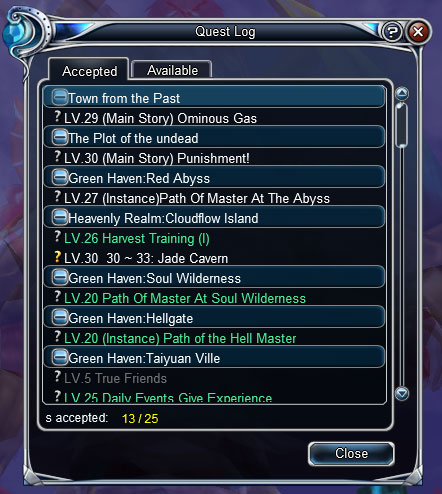 Quest Log
?
Accepted
Available
Town from the Past
? LV.29 (Main Story) Ominous Gas
The Plot of the undead
? LV.30 (Main Story) Punishment!
Green Haven:Red Abyss
? LV.27 (Instance)Path Of Master At The Abyss
Heavenly Realm:Cloudflow Island
? LV.26 Harvest Training (I)
? LV.30 30 ~ 33: Jade Cavern
Green Haven:Soul Wilderness
? LV.20 Path Of Master At Soul Wilderness
Green Haven:Hellgate
? LV.20 (Instance) Path of the Hell Master
Green Haven:Taiyuan Ville
? LV.5 True Friends
? LV.25 Daily Events Give Experience
s accepted: 13 / 25
Close